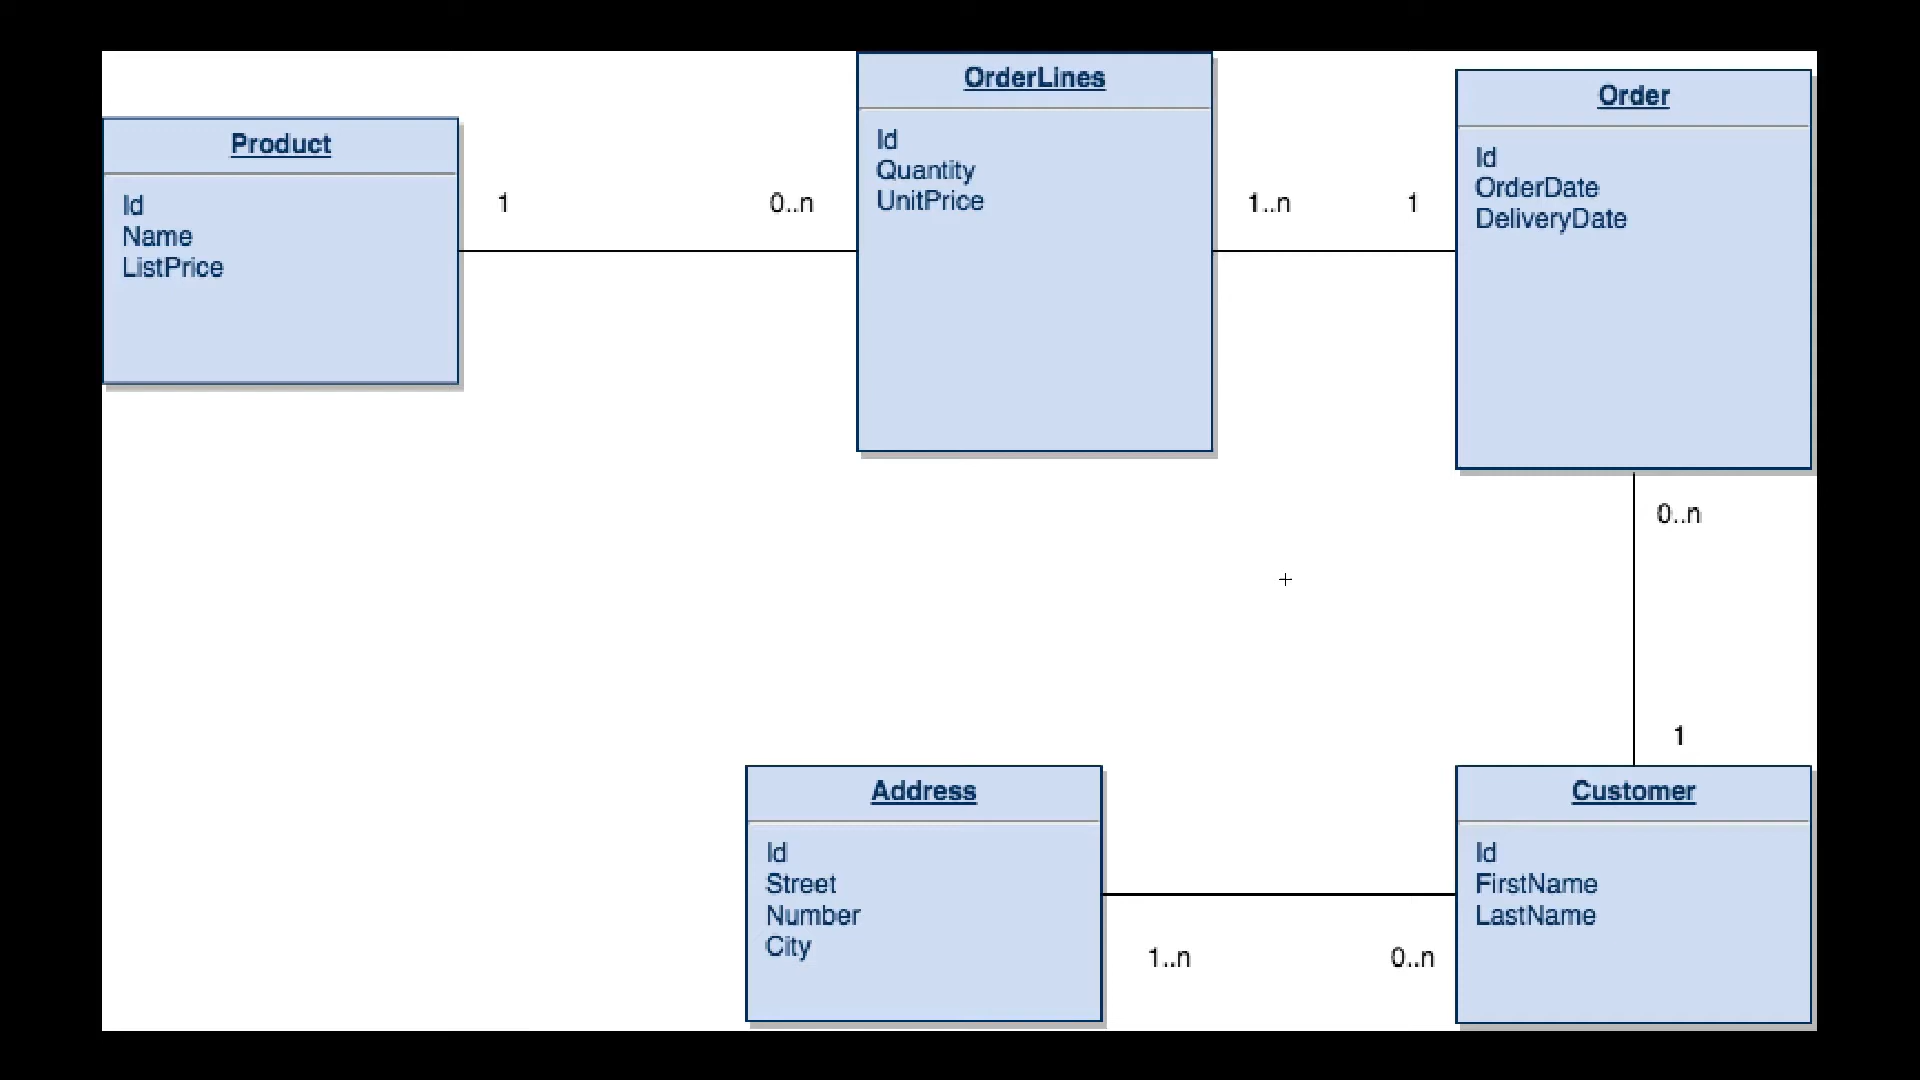 Product
Id
Name
ListPrice
1
0..n
OrderLines
Id
Quantity
UnitPrice
1..n
1
Order
Id
OrderDate
DeliveryDate
0..n
1
Address
Id
Street
Number
City
1..n
0..n
Customer
Id
FirstName
LastName